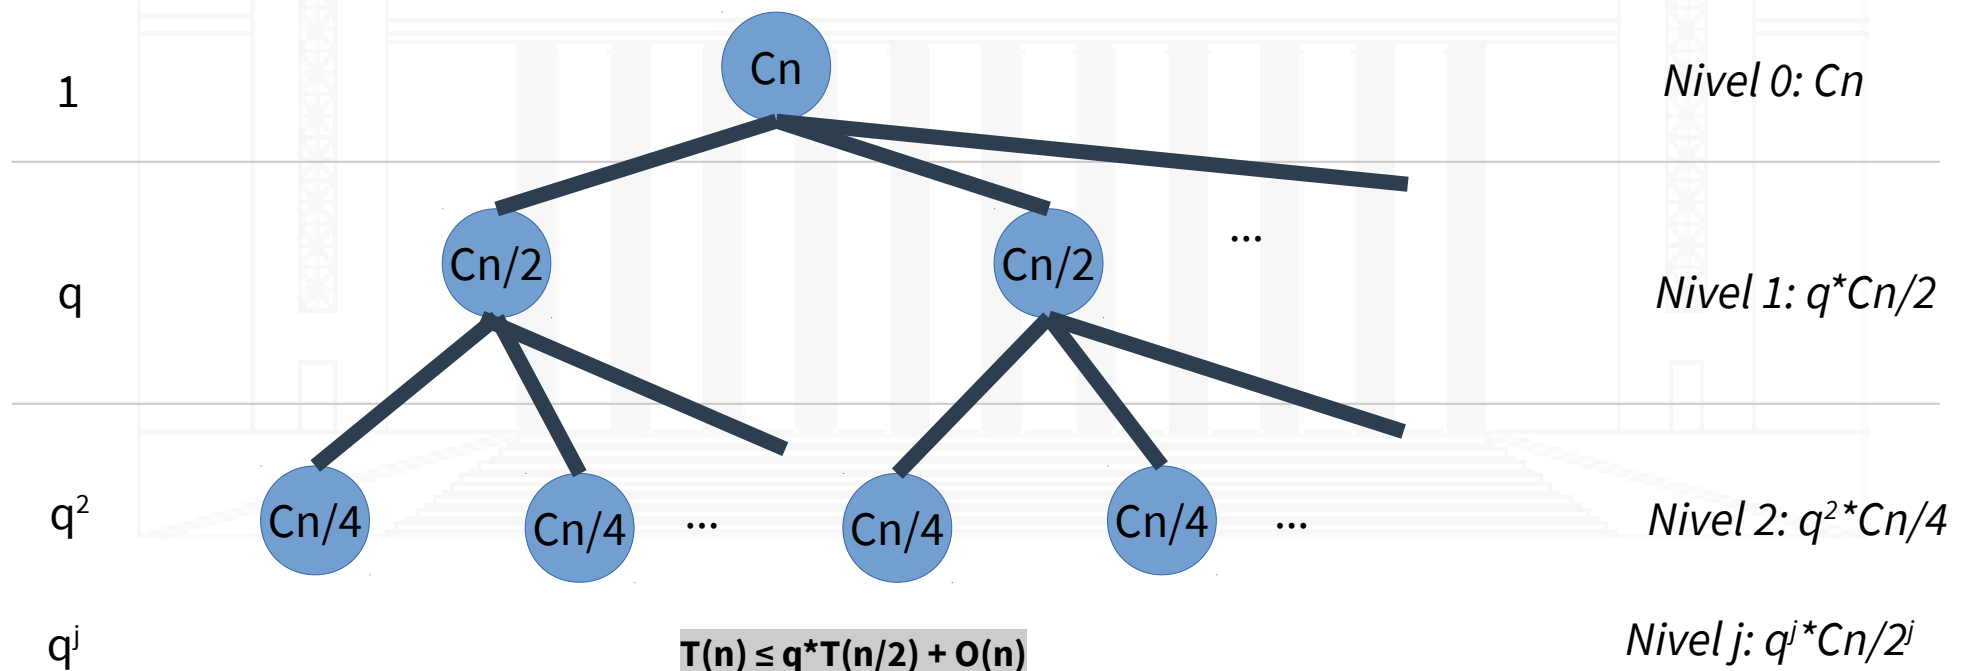 Cn
1
Nivel 0: Cn
Cn/2
Cn/2
...
q
Nivel 1: q*Cn/2
Cn/4
Cn/4
...
Cn/4
Cn/4
...
q²
Nivel 2: q²*Cn/4
qʲ
T(n) ≤ q*T(n/2) + O(n)
Nivel j: qʲ*Cn/2ʲ